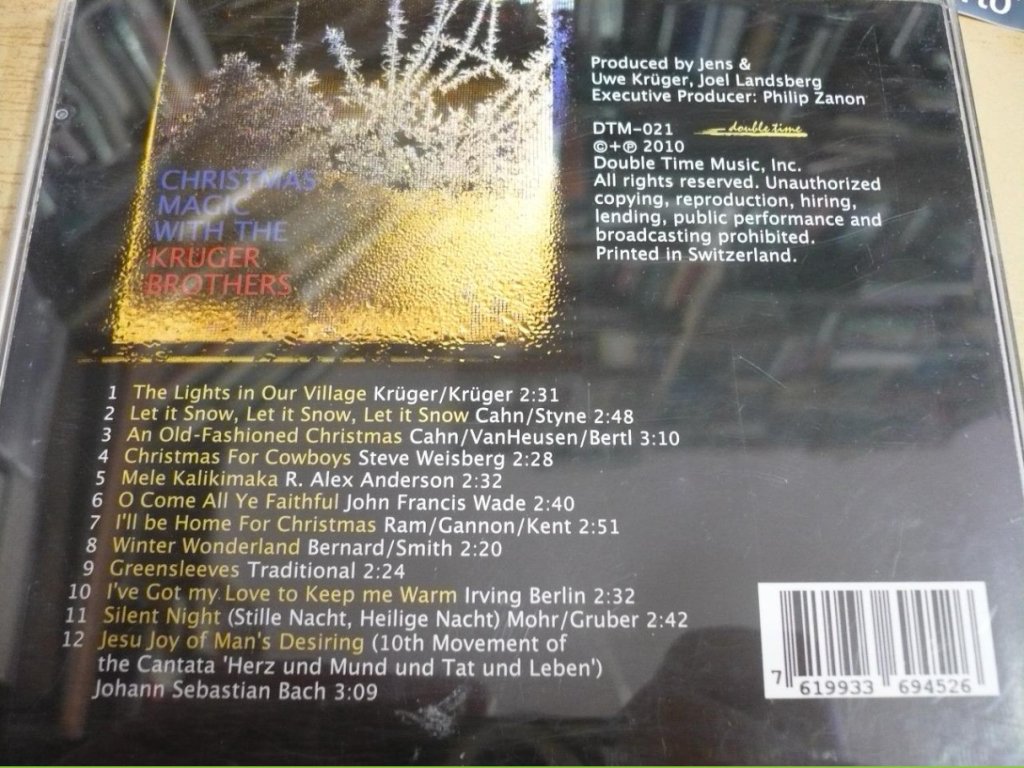 CHRISTMAS
MAGIC
WITH THE
KRÜGER
BROTHERS
Produced by Jens &
Uwe Krüger, Joel Landsberg
Executive Producer: Philip Zanon
DTM-021 double time
©+℗ 2010
Double Time Music, Inc.
All rights reserved. Unauthorized
copying, reproduction, hiring,
lending, public performance and
broadcasting prohibited.
Printed in Switzerland.
1 The Lights in Our Village Krüger/Krüger 2:31
2 Let it Snow, Let it Snow, Let it Snow Cahn/Styne 2:48
3 An Old-Fashioned Christmas Cahn/VanHeusen/Bertl 3:10
4 Christmas For Cowboys Steve Weisberg 2:28
5 Mele Kalikimaka R. Alex Anderson 2:32
6 O Come All Ye Faithful John Francis Wade 2:40
7 I'll be Home For Christmas Ram/Gannon/Kent 2:51
8 Winter Wonderland Bernard/Smith 2:20
9 Greensleeves Traditional 2:24
10 I've Got my Love to Keep me Warm Irving Berlin 2:32
11 Silent Night (Stille Nacht, Heilige Nacht) Mohr/Gruber 2:42
12 Jesu Joy of Man's Desiring (10th Movement of
the Cantata 'Herz und Mund und Tat und Leben')
Johann Sebastian Bach 3:09
7 619933 694526